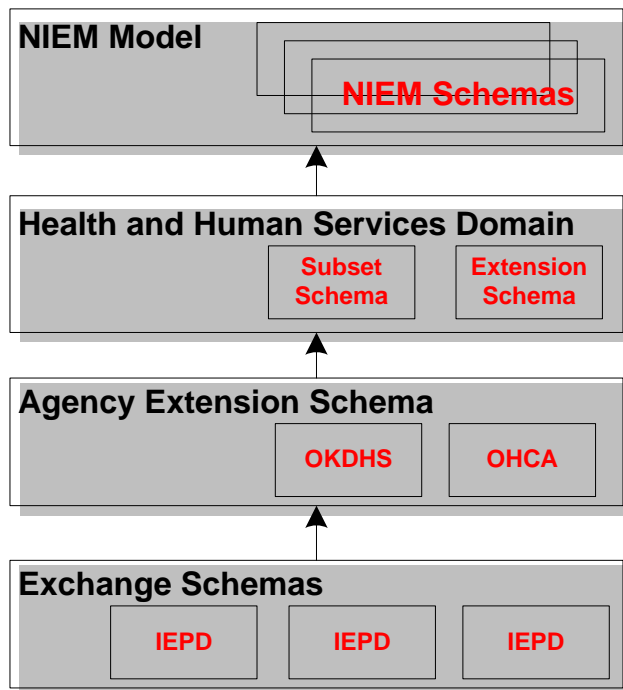 NIEM Model
NIEM Schemas
Health and Human Services Domain
Subset
Schema
Extension
Schema
Agency Extension Schema
OKDHS
OHCA
Exchange Schemas
IEPD
IEPD
IEPD